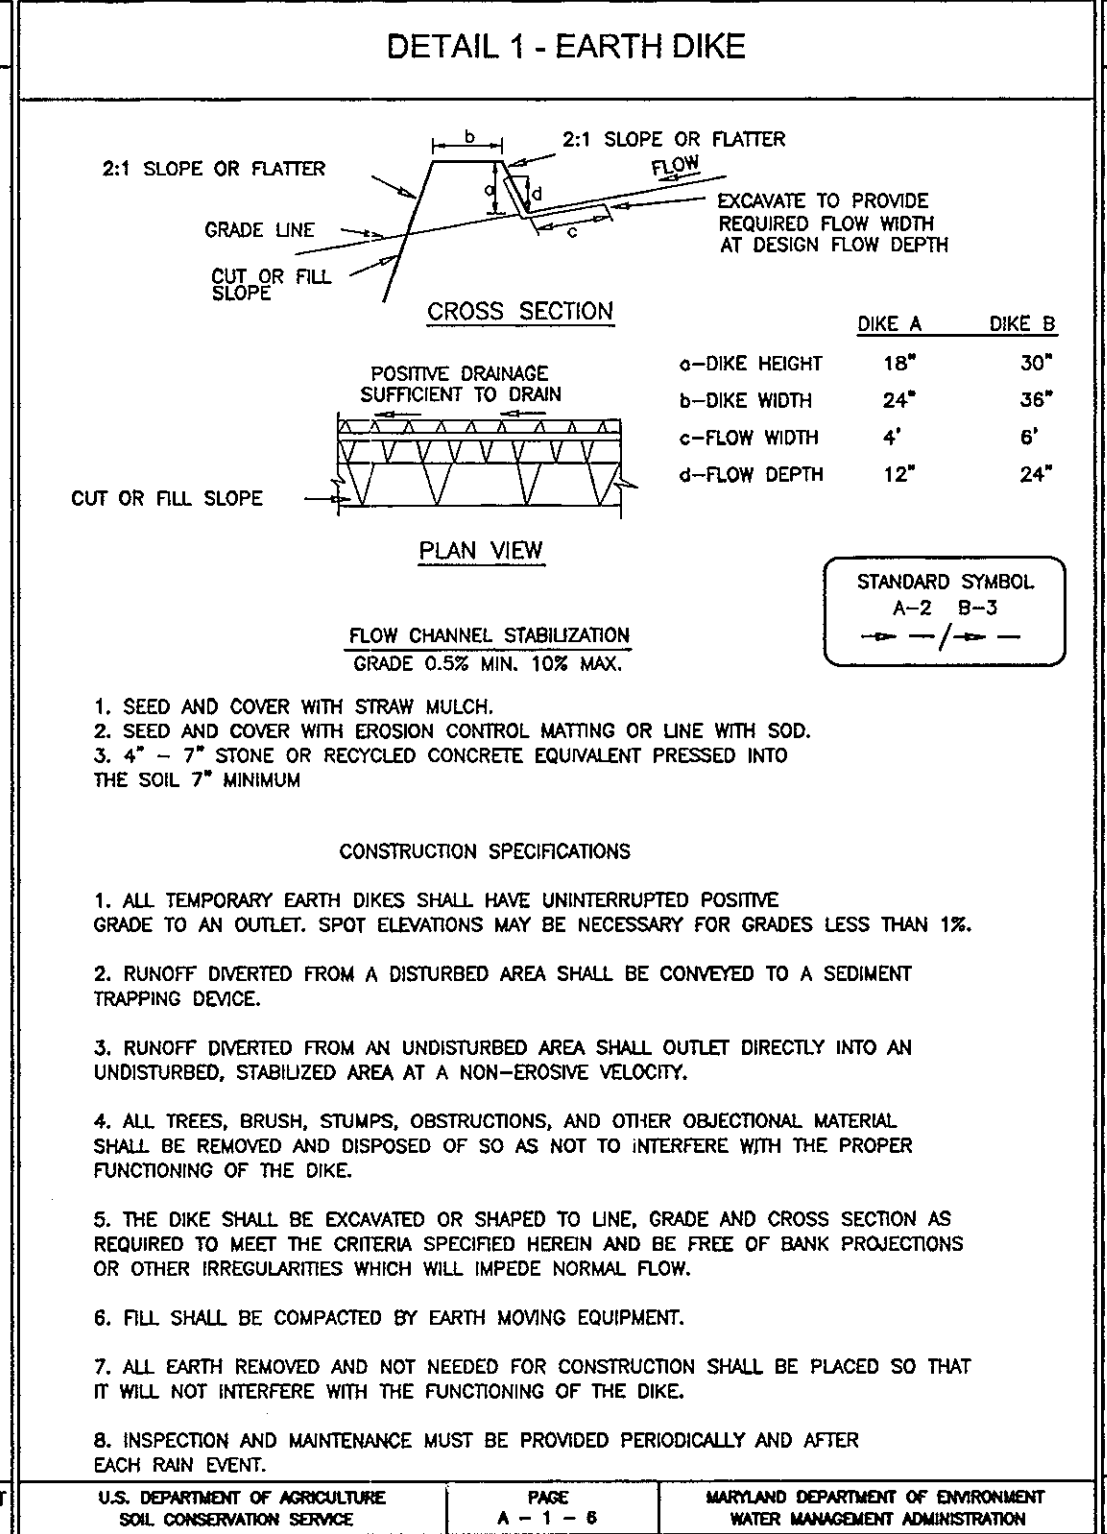 DETAIL 1 - EARTH DIKE
b
2:1 SLOPE OR FLATTER
2:1 SLOPE OR FLATTER
FLOW
a
d
EXCAVATE TO PROVIDE
REQUIRED FLOW WIDTH
AT DESIGN FLOW DEPTH
GRADE LINE
c
CUT OR FILL
SLOPE
CROSS SECTION
DIKE A DIKE B
a-DIKE HEIGHT 18" 30"
b-DIKE WIDTH 24" 36"
c-FLOW WIDTH 4' 6'
d-FLOW DEPTH 12" 24"
POSITIVE DRAINAGE
SUFFICIENT TO DRAIN
CUT OR FILL SLOPE
PLAN VIEW
STANDARD SYMBOL
A-2 B-3
FLOW CHANNEL STABILIZATION
GRADE 0.5% MIN. 10% MAX.
1. SEED AND COVER WITH STRAW MULCH.
2. SEED AND COVER WITH EROSION CONTROL MATTING OR LINE WITH SOD.
3. 4" - 7" STONE OR RECYCLED CONCRETE EQUIVALENT PRESSED INTO
THE SOIL 7" MINIMUM
CONSTRUCTION SPECIFICATIONS
1. ALL TEMPORARY EARTH DIKES SHALL HAVE UNINTERRUPTED POSITIVE
GRADE TO AN OUTLET. SPOT ELEVATIONS MAY BE NECESSARY FOR GRADES LESS THAN 1%.
2. RUNOFF DIVERTED FROM A DISTURBED AREA SHALL BE CONVEYED TO A SEDIMENT
TRAPPING DEVICE.
3. RUNOFF DIVERTED FROM AN UNDISTURBED AREA SHALL OUTLET DIRECTLY INTO AN
UNDISTURBED, STABILIZED AREA AT A NON-EROSIVE VELOCITY.
4. ALL TREES, BRUSH, STUMPS, OBSTRUCTIONS, AND OTHER OBJECTIONAL MATERIAL
SHALL BE REMOVED AND DISPOSED OF SO AS NOT TO INTERFERE WITH THE PROPER
FUNCTIONING OF THE DIKE.
5. THE DIKE SHALL BE EXCAVATED OR SHAPED TO LINE, GRADE AND CROSS SECTION AS
REQUIRED TO MEET THE CRITERIA SPECIFIED HEREIN AND BE FREE OF BANK PROJECTIONS
OR OTHER IRREGULARITIES WHICH WILL IMPEDE NORMAL FLOW.
6. FILL SHALL BE COMPACTED BY EARTH MOVING EQUIPMENT.
7. ALL EARTH REMOVED AND NOT NEEDED FOR CONSTRUCTION SHALL BE PLACED SO THAT
IT WILL NOT INTERFERE WITH THE FUNCTIONING OF THE DIKE.
8. INSPECTION AND MAINTENANCE MUST BE PROVIDED PERIODICALLY AND AFTER
EACH RAIN EVENT.
T
U.S. DEPARTMENT OF AGRICULTURE
SOIL CONSERVATION SERVICE
PAGE
A - 1 - 6
MARYLAND DEPARTMENT OF ENVIRONMENT
WATER MANAGEMENT ADMINISTRATION